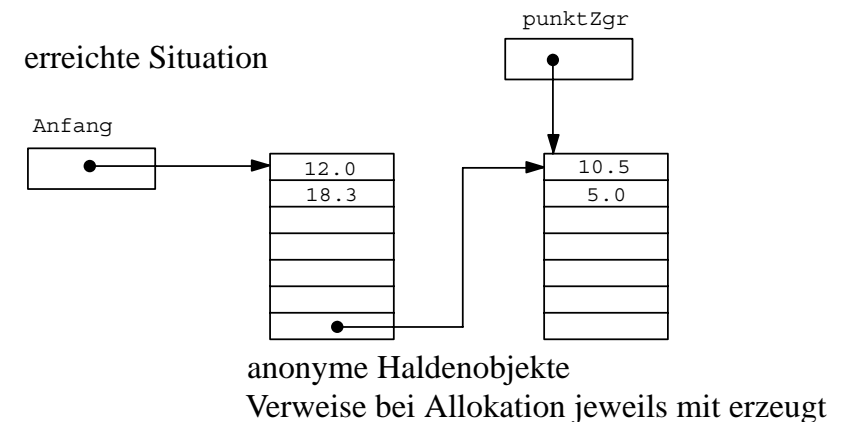 punktZgr
erreichte Situation
Anfang
12.0
10.5
18.3
5.0
anonyme Haldenobjekte
Verweise bei Allokation jeweils mit erzeugt